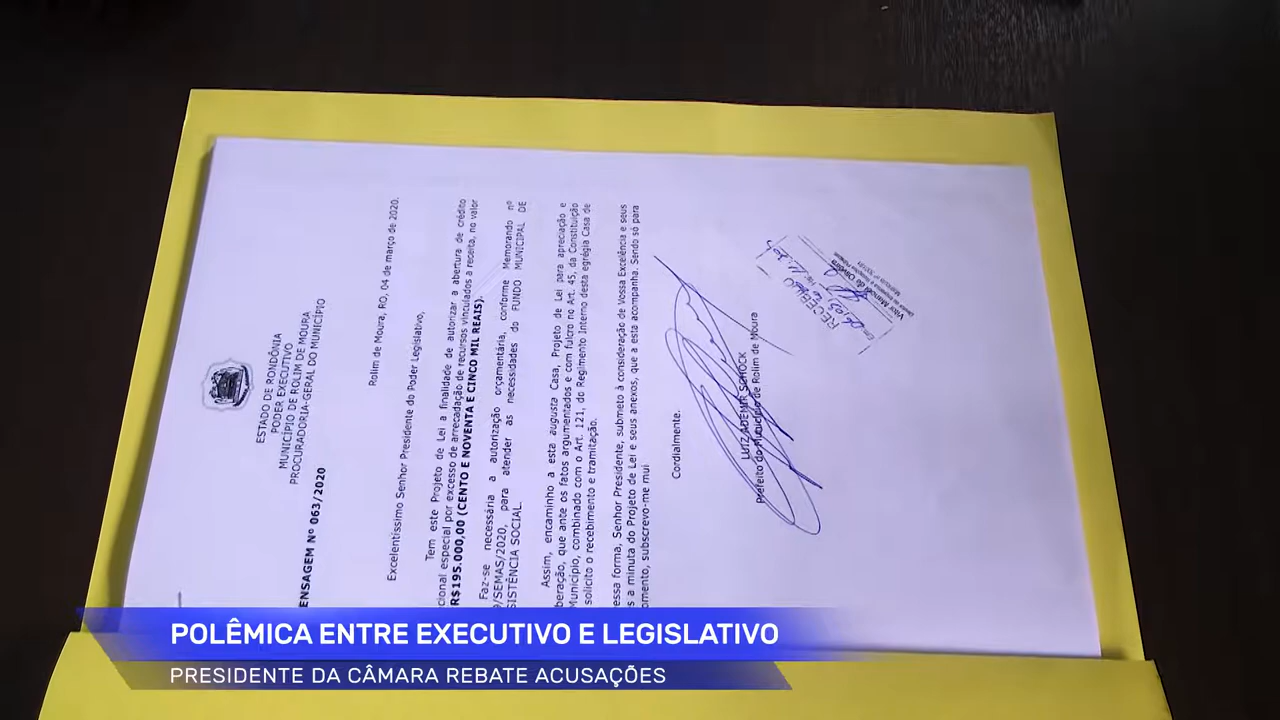 ESTADO DE RONDÔNIA
PODER EXECUTIVO
MUNICÍPIO DE ROLIM DE MOURA
PROCURADORIA-GERAL DO MUNICÍPIO
ENSAGEM Nº 063/2020
Rolim de Moura, RO, 04 de março de 2020.
Excelentíssimo Senhor Presidente do Poder Legislativo,
Tem este Projeto de Lei a finalidade de autorizar a abertura de crédito
cional especial por excesso de arrecadação de recursos vinculados a receita, no valor
R$195.000,00 (CENTO E NOVENTA E CINCO MIL REAIS).
Faz-se necessária a autorização orçamentária, conforme Memorando nº
9/SEMAS/2020, para atender as necessidades do FUNDO MUNICIPAL DE
SISTÊNCIA SOCIAL.
Assim, encaminho a esta augusta Casa, Projeto de Lei para apreciação e
beração, que ante os fatos argumentados e com fulcro no Art. 45, da Constituição
Município, combinado com o Art. 121, do Regimento Interno desta egrégia Casa de
solicito o recebimento e tramitação.
essa forma, Senhor Presidente, submeto à consideração de Vossa Excelência e seus
s a minuta do Projeto de Lei e seus anexos, que a esta acompanha. Sendo só para
omento, subscrevo-me mui
Cordialmente.
LUIZ ADEMIR SCHOCK
Prefeito do Município de Rolim de Moura
RECEBIDO
POLÊMICA ENTRE EXECUTIVO E LEGISLATIVO
PRESIDENTE DA CÂMARA REBATE ACUSAÇÕES